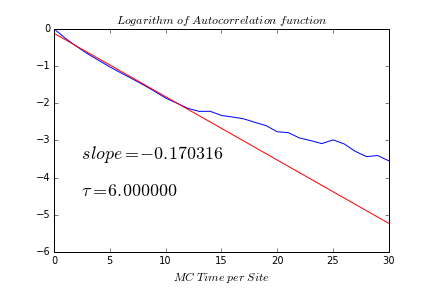 Logarithm of Autocorrelation function
0
−1
−2
−3
−4
−5
−6
slope=−0.170316
τ=6.000000
0 5 10 15 20 25 30
MC Time per Site